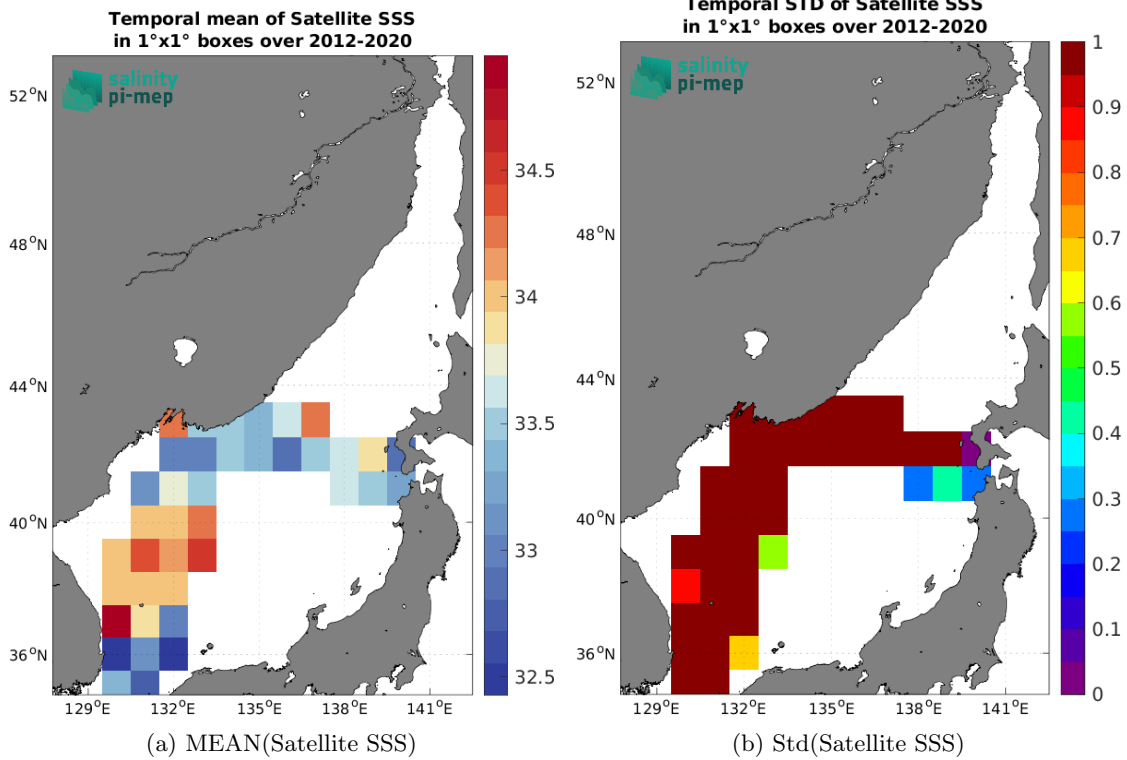 Temporal mean of Satellite SSS
in 1°x1° boxes over 2012-2020
salinity
pi-mep
52°N
48°N
44°N
40°N
36°N
129°E
132°E
135°E
138°E
141°E
34.5
34
33.5
33
32.5
(a) MEAN(Satellite SSS)
Temporal STD of Satellite SSS
in 1°x1° boxes over 2012-2020
salinity
pi-mep
52°N
48°N
44°N
40°N
36°N
129°E
132°E
135°E
138°E
141°E
1
0.9
0.8
0.7
0.6
0.5
0.4
0.3
0.2
0.1
0
(b) Std(Satellite SSS)